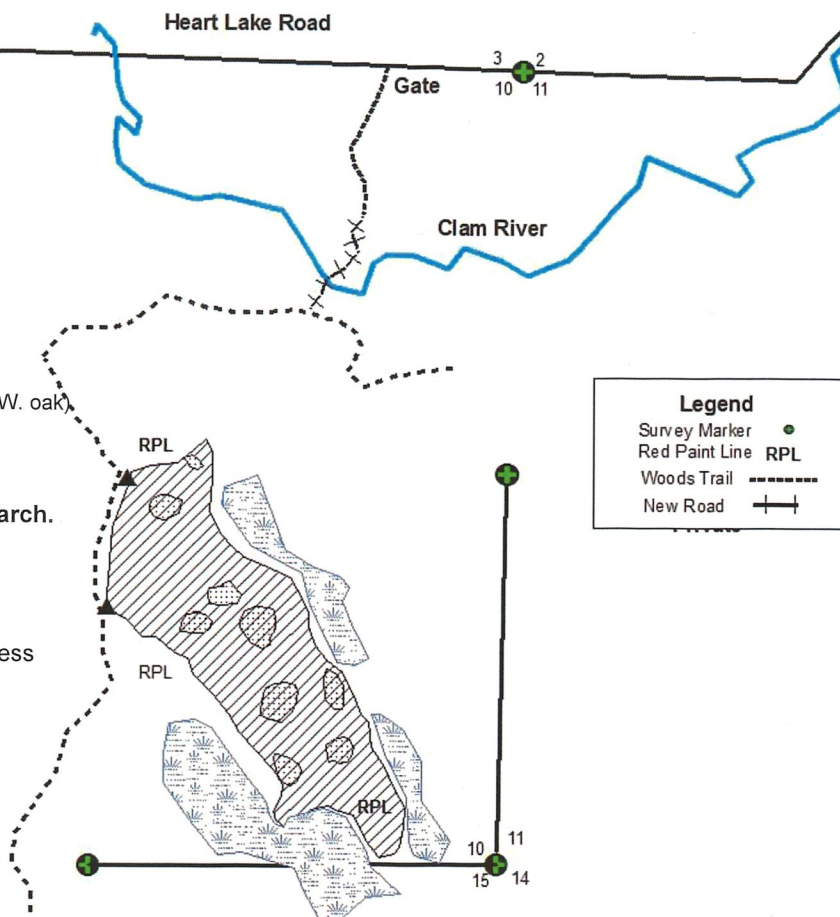 Heart Lake Road
3 2
10 11
Gate
Clam River
W. oak)
Legend
Survey Marker
Red Paint Line RPL
Woods Trail
New Road
RPL
arch.
ess
RPL
RPL
10 11
15 14